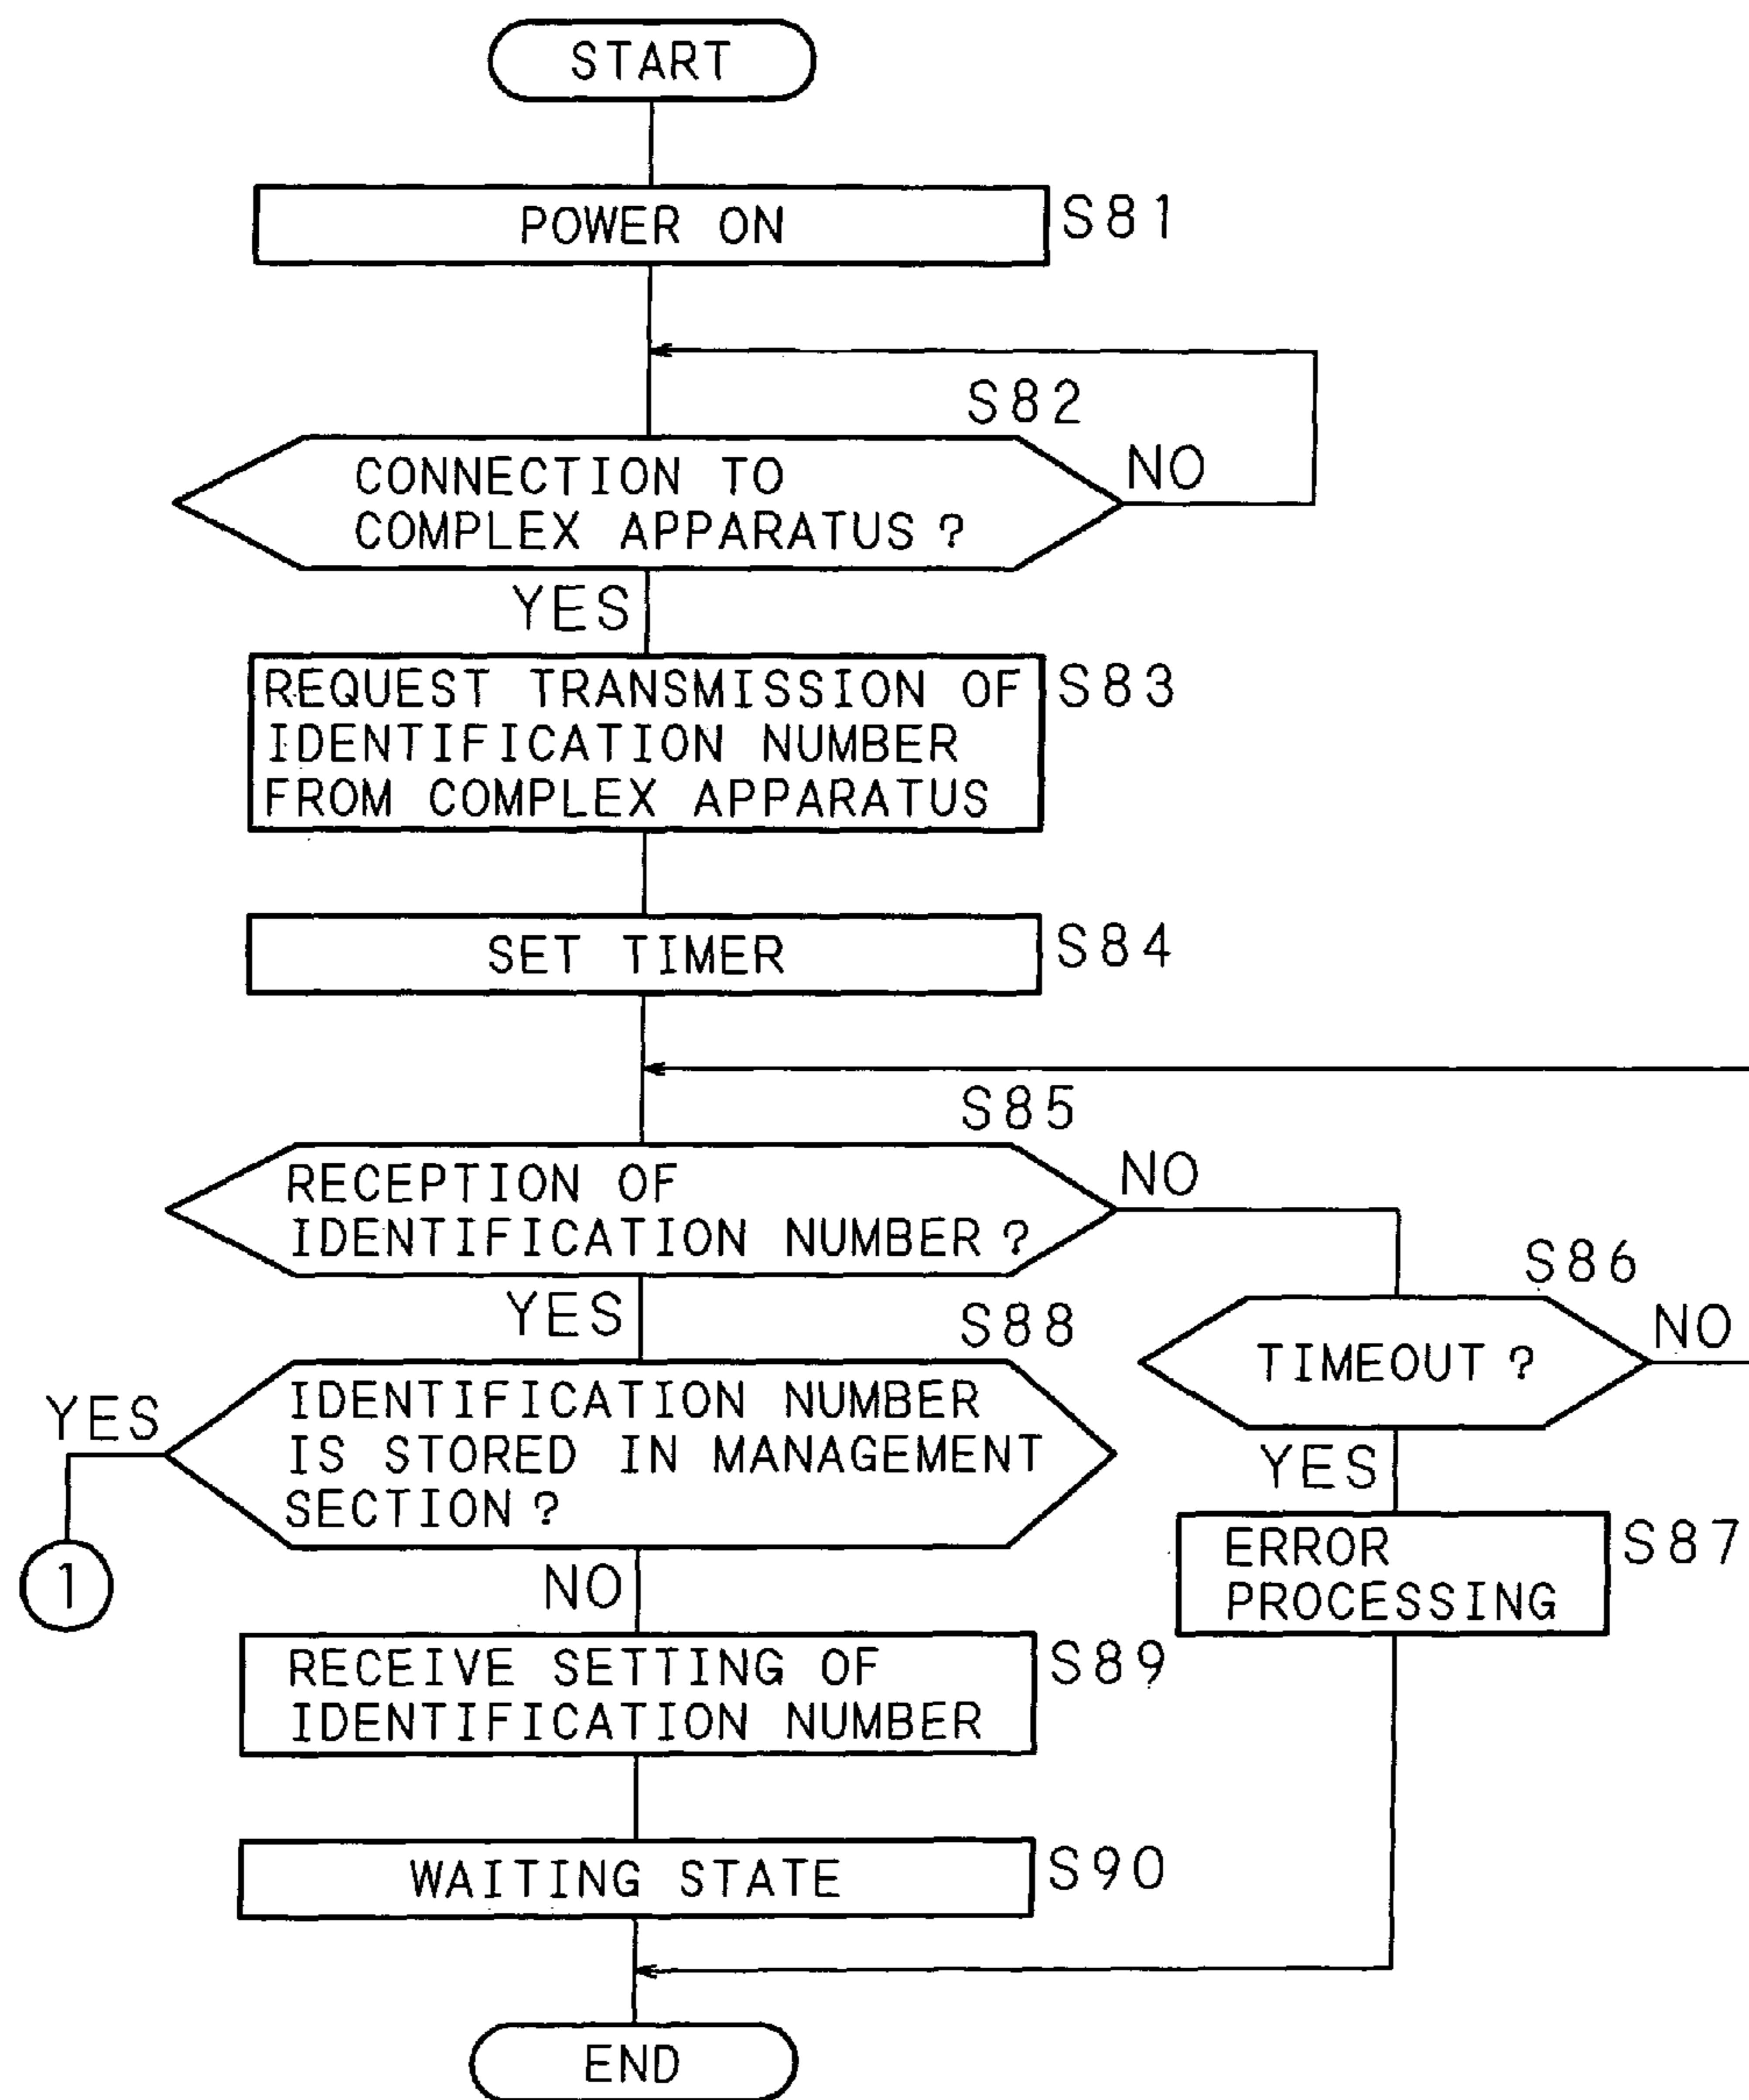 START
POWER ON
S81
S82
CONNECTION TO
COMPLEX APPARATUS?
NO
YES
REQUEST TRANSMISSION OF
IDENTIFICATION NUMBER
FROM COMPLEX APPARATUS
S83
SET TIMER
S84
S85
RECEPTION OF
IDENTIFICATION NUMBER?
NO
YES
S86
TIMEOUT?
NO
YES
ERROR
PROCESSING
S87
S88
IDENTIFICATION NUMBER
IS STORED IN MANAGEMENT
SECTION?
YES
1
NO
RECEIVE SETTING OF
IDENTIFICATION NUMBER
S89
WAITING STATE
S90
END